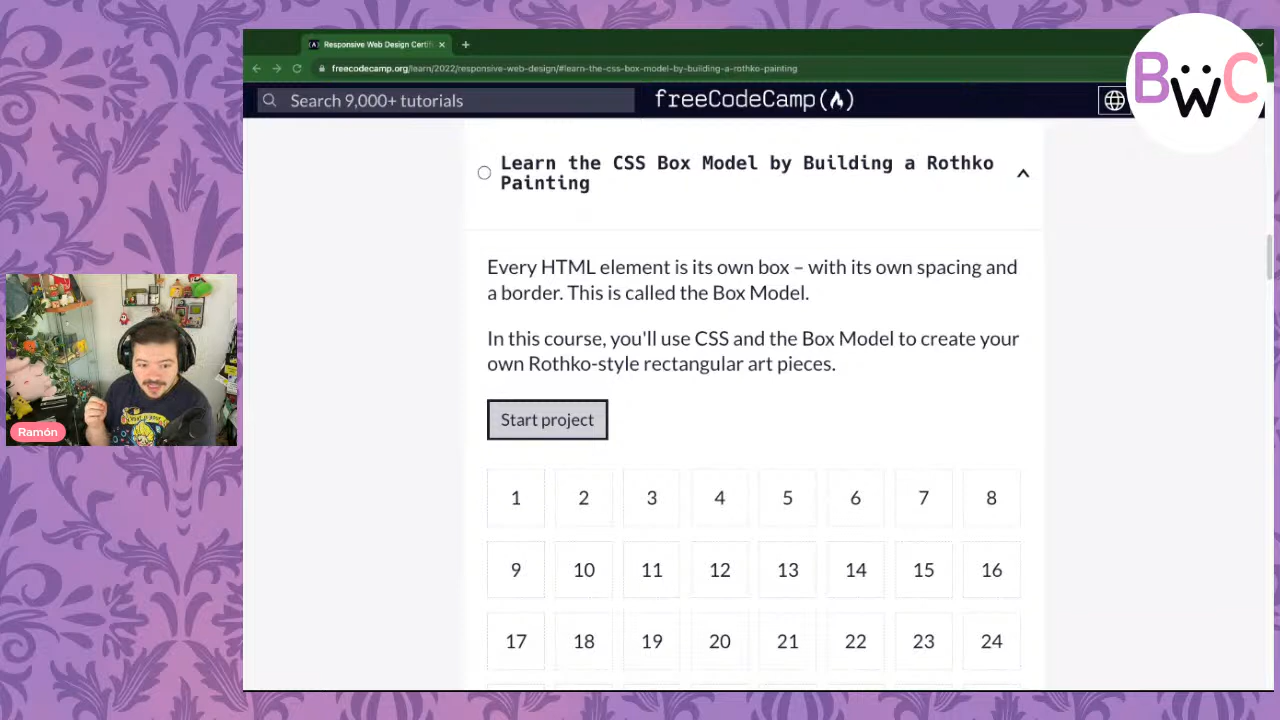 Responsive Web Design Certifi
freecodecamp.org/learn/2022/responsive-web-design/#learn-the-css-box-model-by-building-a-rothko-painting
Search 9,000+ tutorials
freeCodeCamp(🔥)
BWC
Learn the CSS Box Model by Building a Rothko
Painting
Every HTML element is its own box – with its own spacing and
a border. This is called the Box Model.
In this course, you'll use CSS and the Box Model to create your
own Rothko-style rectangular art pieces.
Start project
Ramón
1 2 3 4 5 6 7 8
9 10 11 12 13 14 15 16
17 18 19 20 21 22 23 24